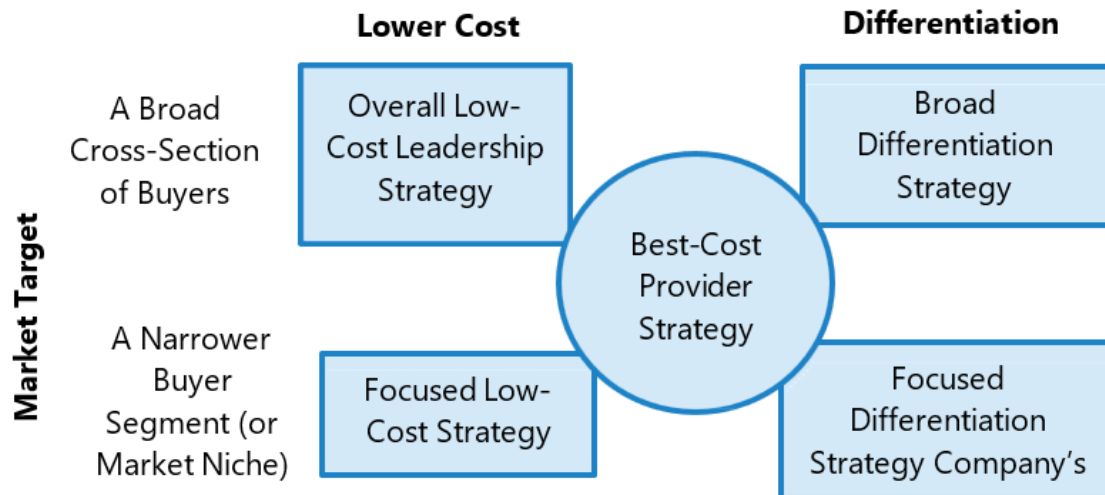 Lower Cost
Differentiation
Market Target
A Broad
Cross-Section
of Buyers
Overall Low-
Cost Leadership
Strategy
Broad
Differentiation
Strategy
Best-Cost
Provider
Strategy
A Narrower
Buyer
Segment (or
Market Niche)
Focused Low-
Cost Strategy
Focused
Differentiation
Strategy Company’s